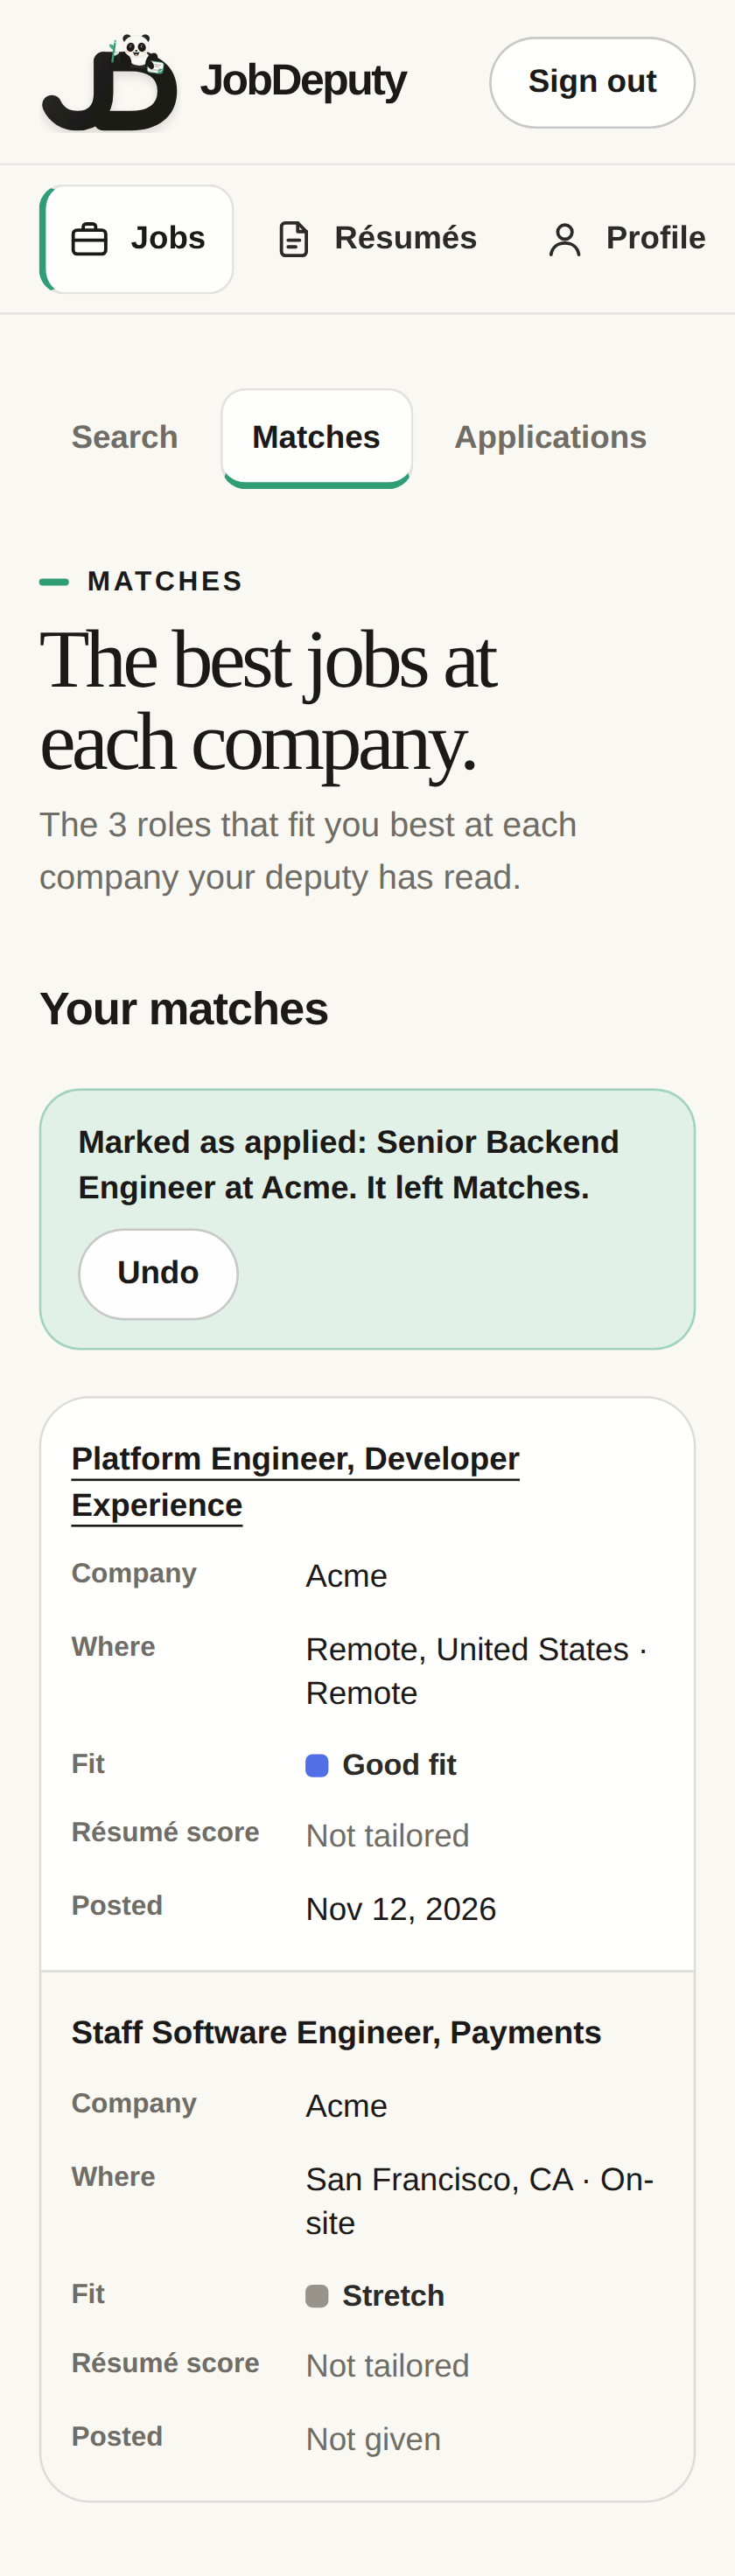 JobDeputy
Sign out
Jobs
Résumés
Profile
Search
Matches
Applications
MATCHES
The best jobs at
each company.
The 3 roles that fit you best at each
company your deputy has read.
Your matches
Marked as applied: Senior Backend
Engineer at Acme. It left Matches.
Undo
Platform Engineer, Developer
Experience
Company
Acme
Where
Remote, United States ·
Remote
Fit
Good fit
Résumé score
Not tailored
Posted
Nov 12, 2026
Staff Software Engineer, Payments
Company
Acme
Where
San Francisco, CA · On-
site
Fit
Stretch
Résumé score
Not tailored
Posted
Not given